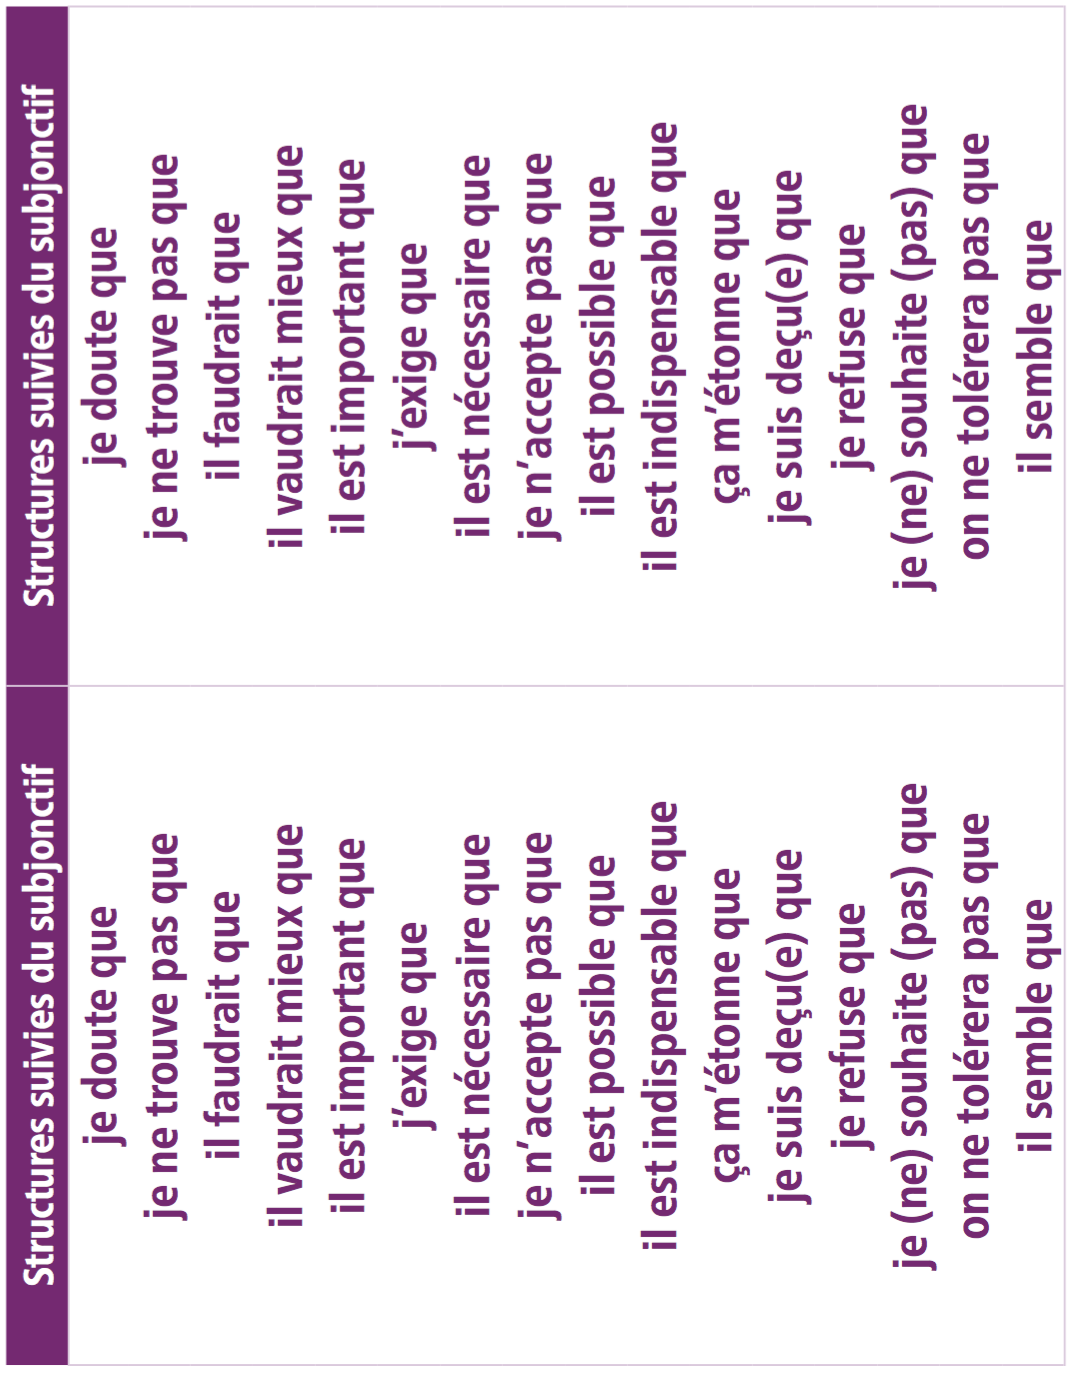 Structures suivies du subjonctif
je doute que
je ne trouve pas que
il faudrait que
il vaudrait mieux que
il est important que
j’exige que
il est nécessaire que
je n’accepte pas que
il est possible que
il est indispensable que
ça m’étonne que
je suis deçu(e) que
je refuse que
je (ne) souhaite (pas) que
on ne tolérera pas que
il semble que
Structures suivies du subjonctif
je doute que
je ne trouve pas que
il faudrait que
il vaudrait mieux que
il est important que
j’exige que
il est nécessaire que
je n’accepte pas que
il est possible que
il est indispensable que
ça m’étonne que
je suis deçu(e) que
je refuse que
je (ne) souhaite (pas) que
on ne tolérera pas que
il semble que